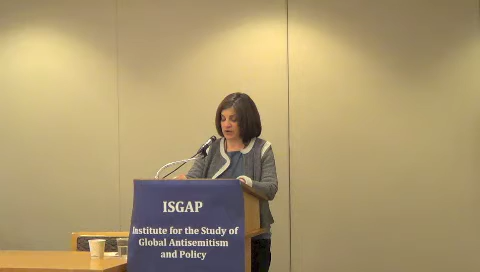 ISGAP
Institute for the Study of
Global Antisemitism
and Policy